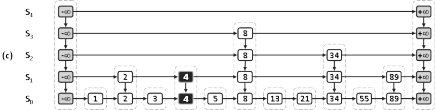 S4 -∞ +∞
S3 -∞ 8 +∞
(c) S2 -∞ 8 34 +∞
S1 -∞ 2 4 8 34 89 +∞
S0 -∞ 1 2 3 4 5 8 13 21 34 55 89 +∞